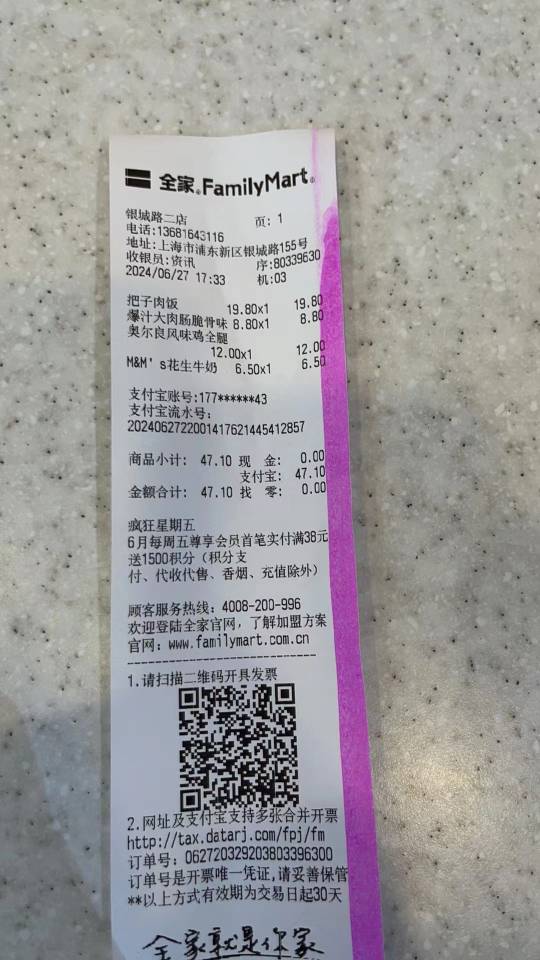 全家 FamilyMart
银城路二店 页: 1
电话:13681643116
地址:上海市浦东新区银城路155号
收银员:资讯 序:80339630
2024/06/27 17:33 机:03
把子肉饭 19.80x1 19.80
爆汁大肉肠脆骨味 8.80x1 8.80
奥尔良风味鸡全腿
12.00x1 12.00
M&M's花生牛奶 6.50x1 6.50
支付宝账号:177******43
支付宝流水号:
2024062722001417621445412857
商品小计: 47.10 现 金: 0.00
支付宝: 47.10
金额合计: 47.10 找 零: 0.00
疯狂星期五
6月每周五尊享会员首笔实付满38元
送1500积分（积分支
付、代收代售、香烟、充值除外）
顾客服务热线: 4008-200-996
欢迎登陆全家官网，了解加盟方案
官网: www.familymart.com.cn
1.请扫描二维码开具发票
2.网址及支付宝支持多张合并开票
http://tax.datarj.com/fpj/fm
订单号: 062720329203803396300
订单号是开票唯一凭证,请妥善保管
**以上方式有效期为交易日起30天
全家就是你家